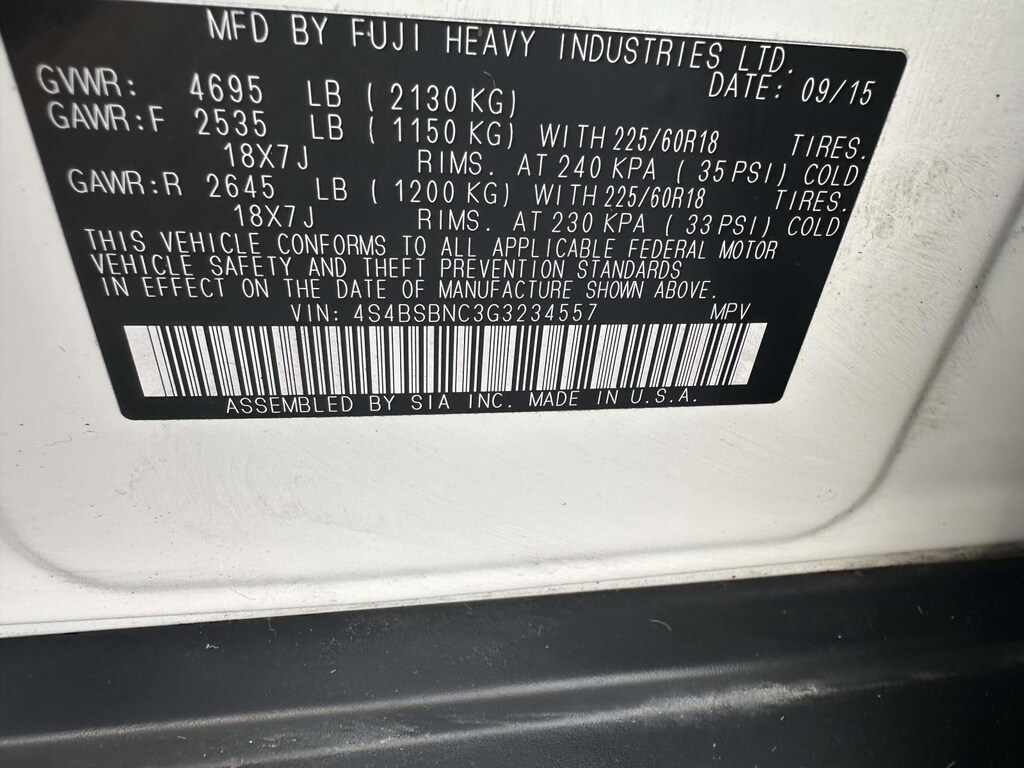 MFD BY FUJI HEAVY INDUSTRIES LTD.
DATE: 09/15
GVWR: 4695 LB ( 2130 KG)
GAWR:F 2535 LB ( 1150 KG) WITH 225/60R18 TIRES.
18X7J RIMS. AT 240 KPA ( 35 PSI) COLD
GAWR:R 2645 LB ( 1200 KG) WITH 225/60R18 TIRES.
18X7J RIMS. AT 230 KPA ( 33 PSI) COLD
THIS VEHICLE CONFORMS TO ALL APPLICABLE FEDERAL MOTOR
VEHICLE SAFETY AND THEFT PREVENTION STANDARDS
IN EFFECT ON THE DATE OF MANUFACTURE SHOWN ABOVE.
VIN: 4S4BSBNC3G3234557 MPV
ASSEMBLED BY SIA INC. MADE IN U.S.A.